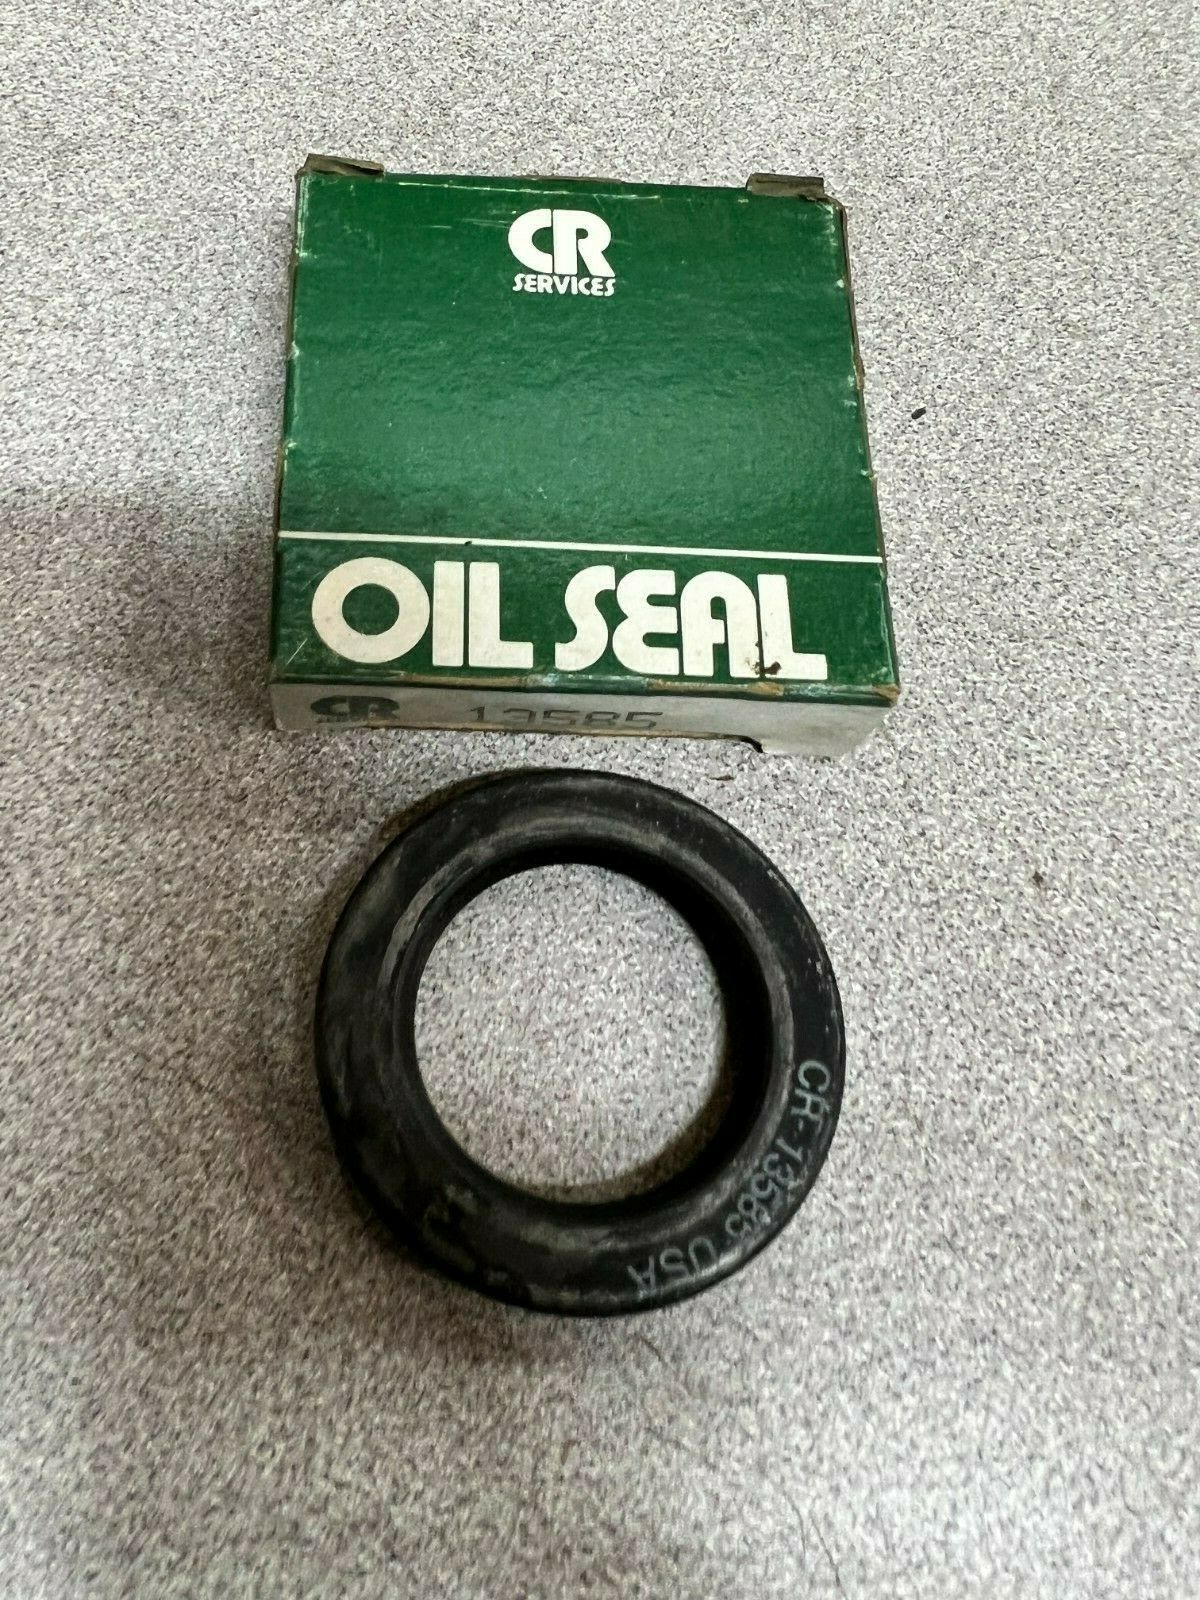 CR
SERVICES
OIL SEAL
CR 13585
CR-13585 USA